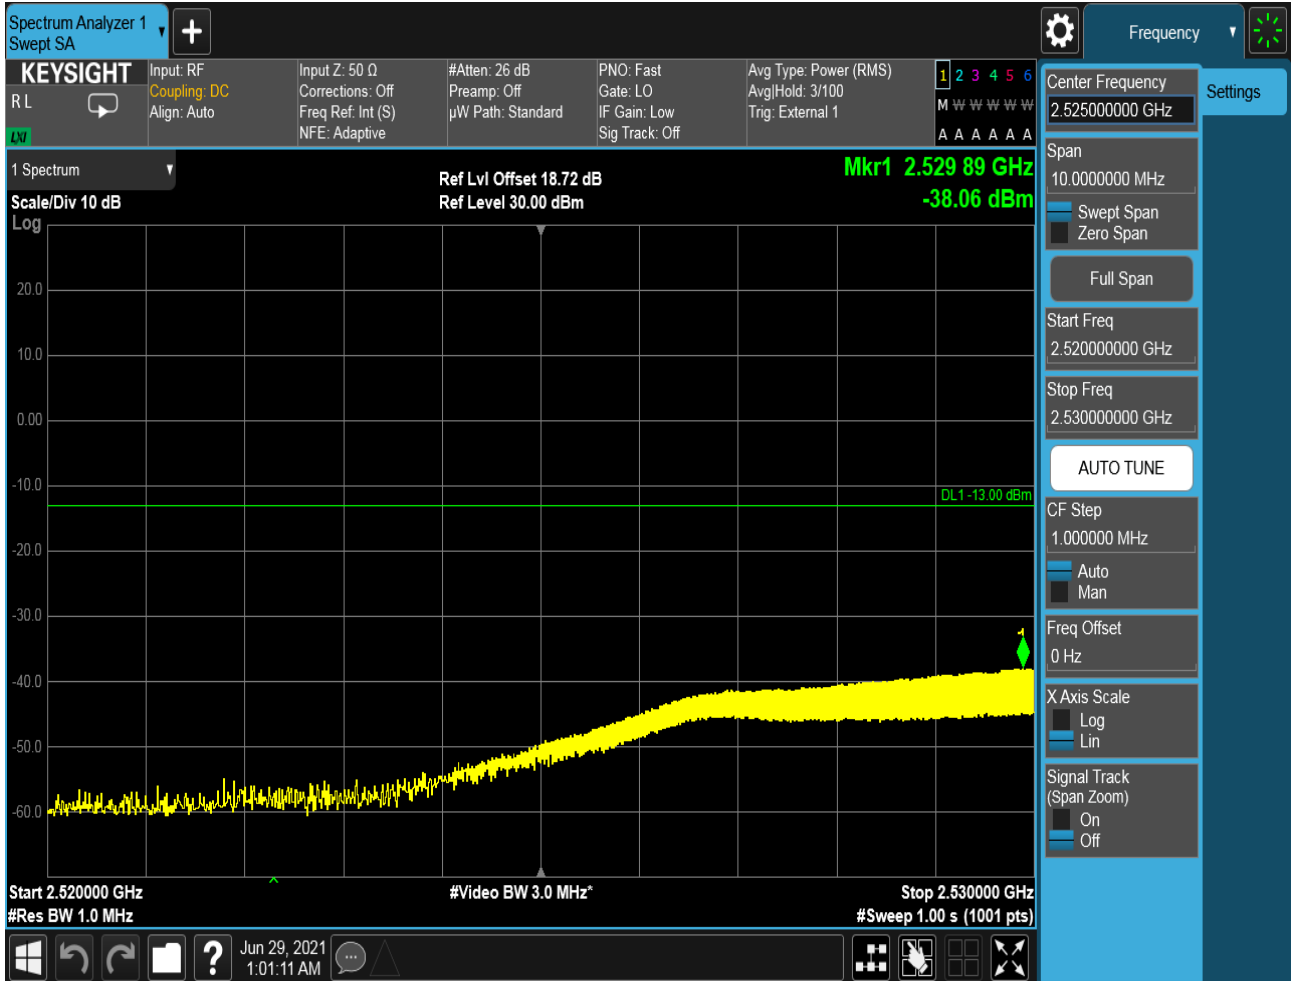 Spectrum Analyzer 1
Swept SA
Frequency
KEYSIGHT
R L
LXI
Input: RF
Coupling: DC
Align: Auto
Input Z: 50 Ω
Corrections: Off
Freq Ref: Int (S)
NFE: Adaptive
#Atten: 26 dB
Preamp: Off
µW Path: Standard
PNO: Fast
Gate: LO
IF Gain: Low
Sig Track: Off
Avg Type: Power (RMS)
Avg|Hold: 3/100
Trig: External 1
1 2 3 4 5 6
M W W W W W
A A A A A A
1 Spectrum
Scale/Div 10 dB
Log
Ref Lvl Offset 18.72 dB
Ref Level 30.00 dBm
Mkr1 2.529 89 GHz
-38.06 dBm
20.0
10.0
0.00
-10.0
DL1 -13.00 dBm
-20.0
-30.0
1
-40.0
-50.0
-60.0
Start 2.520000 GHz
#Video BW 3.0 MHz*
Stop 2.530000 GHz
#Res BW 1.0 MHz
#Sweep 1.00 s (1001 pts)
Center Frequency
2.525000000 GHz
Settings
Span
10.0000000 MHz
Swept Span
Zero Span
Full Span
Start Freq
2.520000000 GHz
Stop Freq
2.530000000 GHz
AUTO TUNE
CF Step
1.000000 MHz
Auto
Man
Freq Offset
0 Hz
X Axis Scale
Log
Lin
Signal Track
(Span Zoom)
On
Off
?
Jun 29, 2021
1:01:11 AM